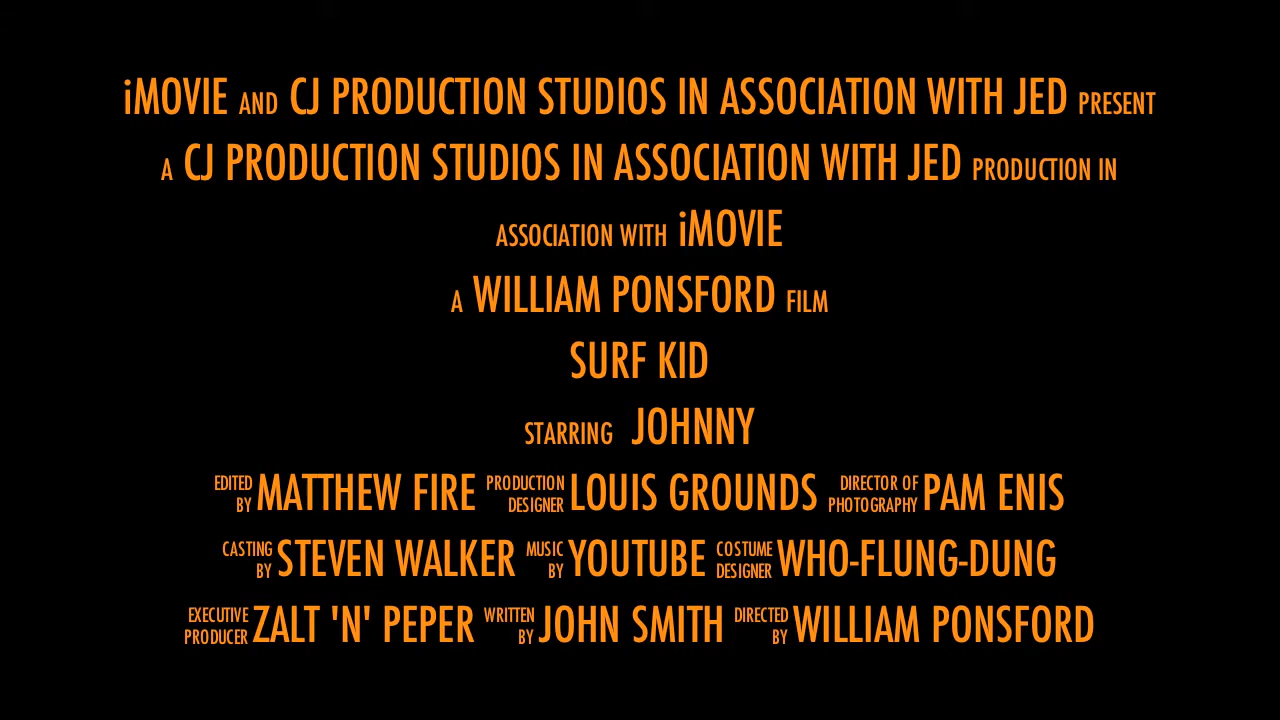 iMOVIE AND CJ PRODUCTION STUDIOS IN ASSOCIATION WITH JED PRESENT
A CJ PRODUCTION STUDIOS IN ASSOCIATION WITH JED PRODUCTION IN
ASSOCIATION WITH iMOVIE
A WILLIAM PONSFORD FILM
SURF KID
STARRING JOHNNY
EDITED BY MATTHEW FIRE PRODUCTION DESIGNER LOUIS GROUNDS DIRECTOR OF PHOTOGRAPHY PAM ENIS
CASTING BY STEVEN WALKER MUSIC BY YOUTUBE COSTUME DESIGNER WHO-FLUNG-DUNG
EXECUTIVE PRODUCER ZALT 'N' PEPER WRITTEN BY JOHN SMITH DIRECTED BY WILLIAM PONSFORD